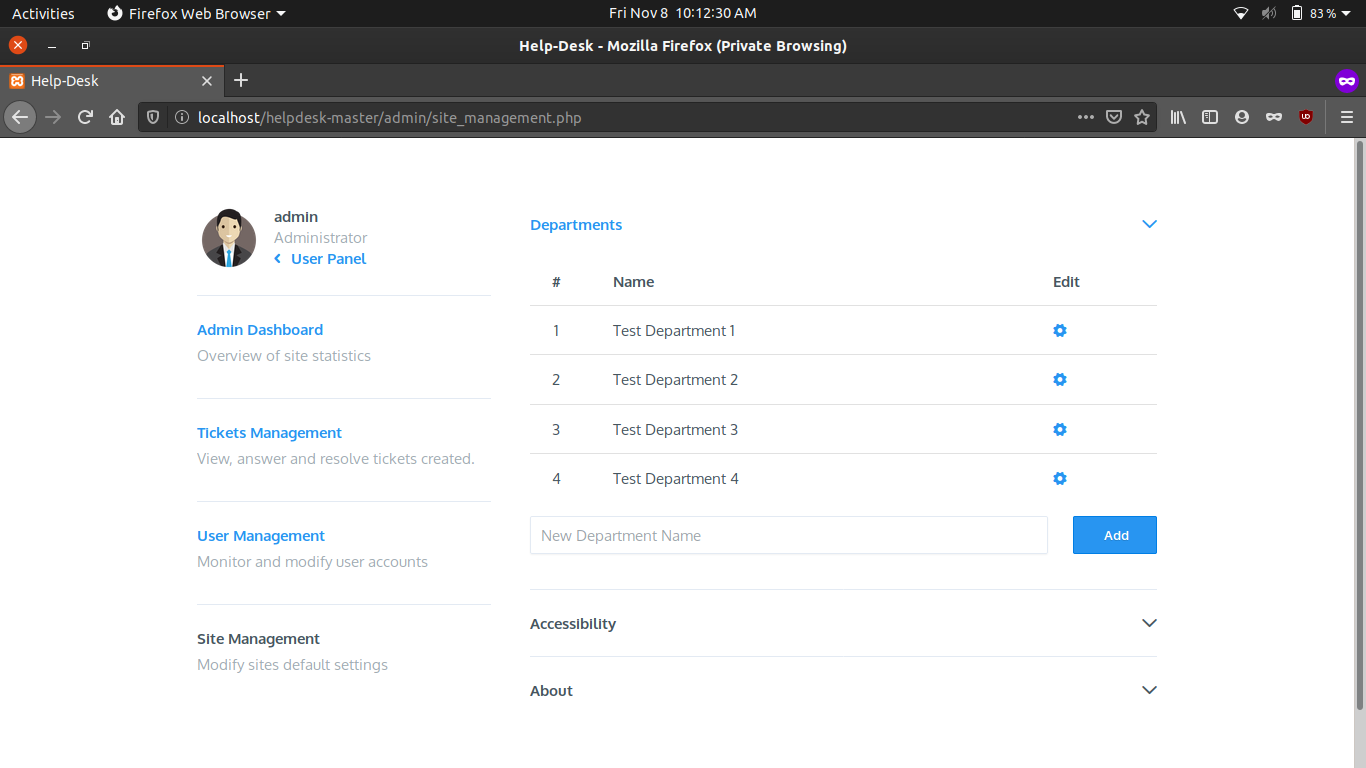 Activities
Firefox Web Browser
Fri Nov 8 10:12:30 AM
83 %
Help-Desk - Mozilla Firefox (Private Browsing)
Help-Desk
localhost/helpdesk-master/admin/site_management.php
admin
Administrator
User Panel
Admin Dashboard
Overview of site statistics
Tickets Management
View, answer and resolve tickets created.
User Management
Monitor and modify user accounts
Site Management
Modify sites default settings
Departments
# Name Edit
1 Test Department 1
2 Test Department 2
3 Test Department 3
4 Test Department 4
New Department Name Add
Accessibility
About